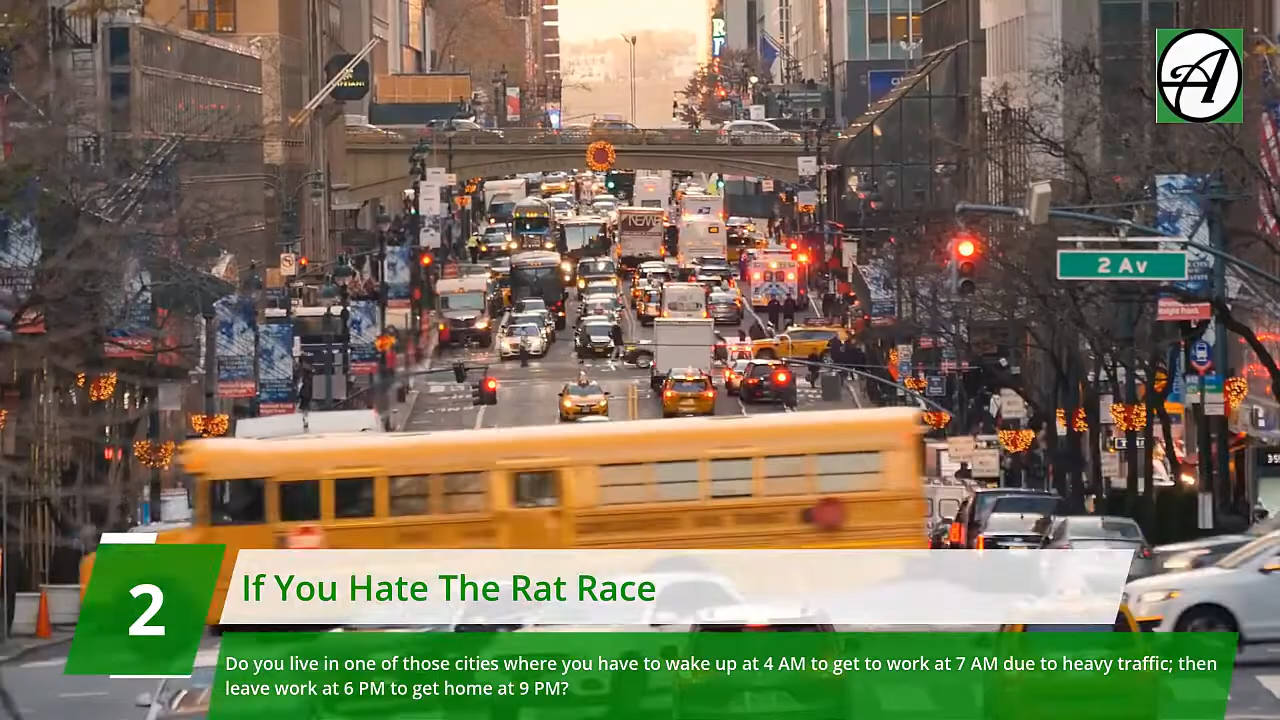 A
2 Av
2
If You Hate The Rat Race
Do you live in one of those cities where you have to wake up at 4 AM to get to work at 7 AM due to heavy traffic; then
leave work at 6 PM to get home at 9 PM?